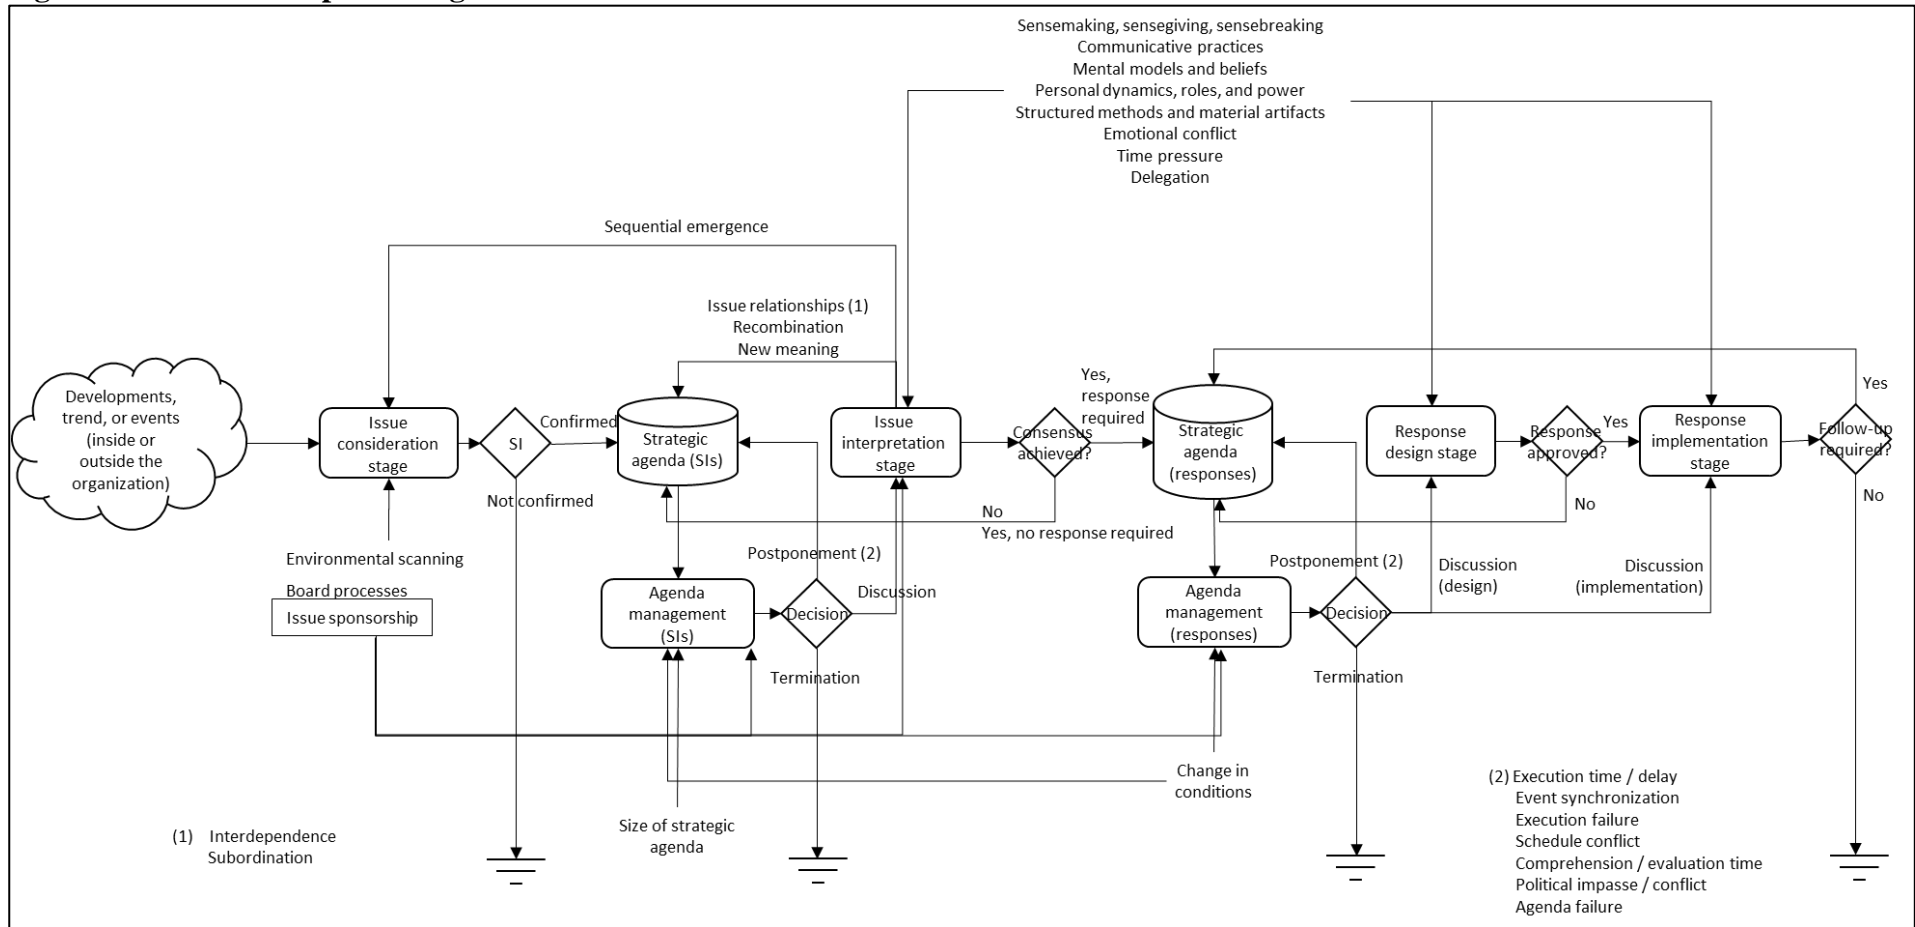 Sensemaking, sensegiving, sensebreaking
Communicative practices
Mental models and beliefs
Personal dynamics, roles, and power
Structured methods and material artifacts
Emotional conflict
Time pressure
Delegation
Sequential emergence
Issue relationships (1)
Recombination
New meaning
Developments,
trend, or events
(inside or
outside the
organization)
Issue
consideration
stage
SI
Confirmed
Not confirmed
Strategic
agenda (SIs)
Issue
interpretation
stage
Consensus
achieved?
Yes,
response
required
No
Yes, no response required
Strategic
agenda
(responses)
Response
design stage
Response
approved?
Yes
No
Response
implementation
stage
Follow-up
required?
Yes
No
Environmental scanning
Board processes
Issue sponsorship
Agenda
management
(SIs)
Decision
Postponement (2)
Discussion
Termination
Agenda
management
(responses)
Decision
Postponement (2)
Discussion
(design)
Discussion
(implementation)
Termination
Change in
conditions
Size of strategic
agenda
(1) Interdependence
Subordination
(2) Execution time / delay
Event synchronization
Execution failure
Schedule conflict
Comprehension / evaluation time
Political impasse / conflict
Agenda failure